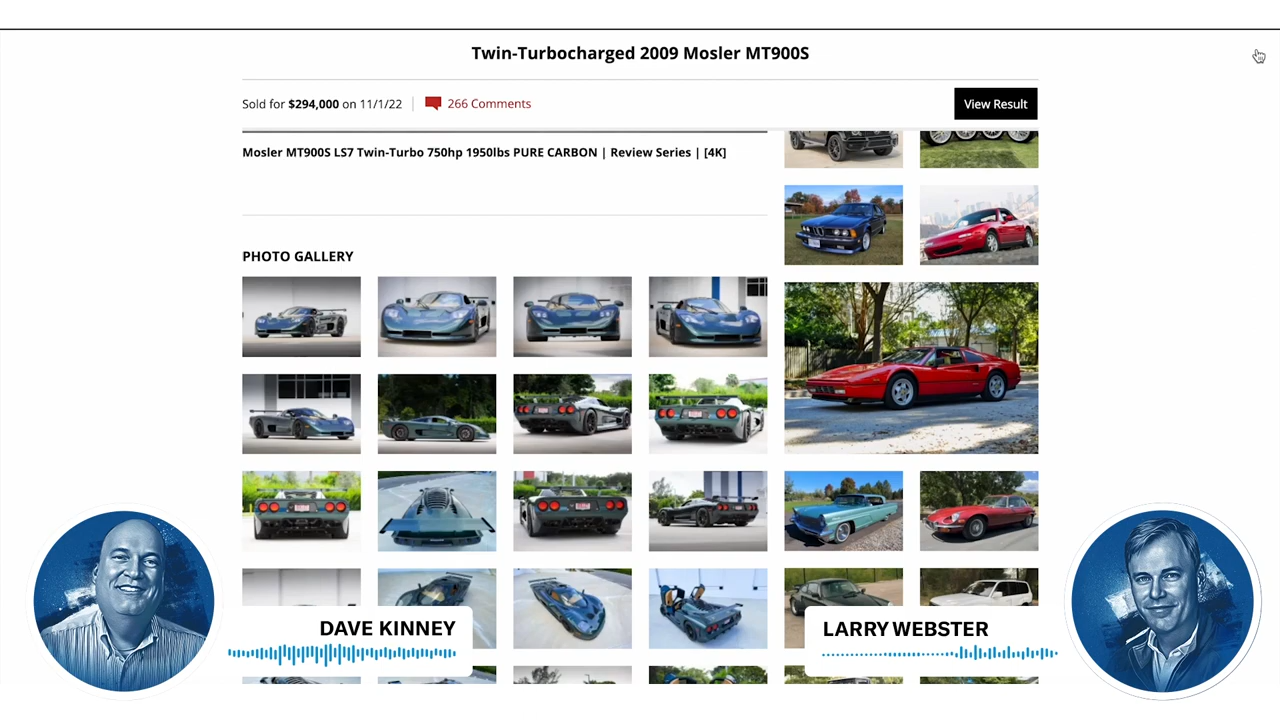 Twin-Turbocharged 2009 Mosler MT900S
Sold for $294,000 on 11/1/22
266 Comments
View Result
Mosler MT900S LS7 Twin-Turbo 750hp 1950lbs PURE CARBON | Review Series | [4K]
PHOTO GALLERY
DAVE KINNEY
LARRY WEBSTER